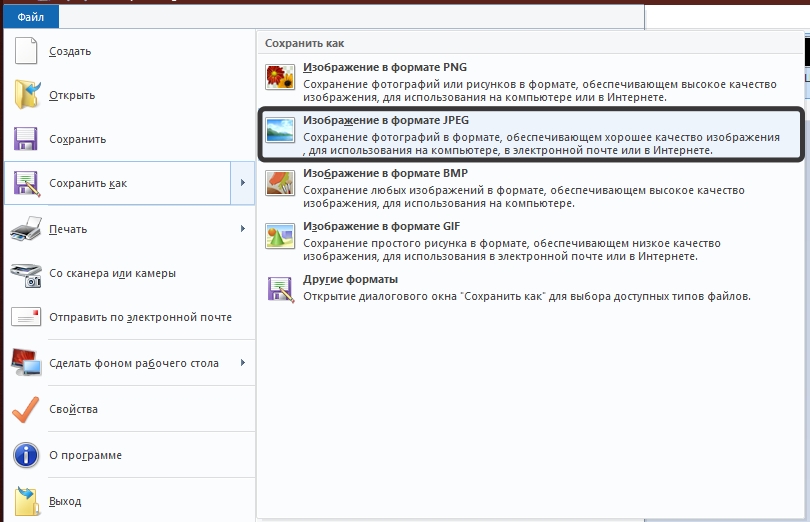 Файл
Создать
Открыть
Сохранить
Сохранить как
Печать
Со сканера или камеры
Отправить по электронной почте
Сделать фоном рабочего стола
Свойства
О программе
Выход
Сохранить как
Изображение в формате PNG
Сохранение фотографий или рисунков в формате, обеспечивающем высокое качество
изображения, для использования на компьютере или в Интернете.
Изображение в формате JPEG
Сохранение фотографий в формате, обеспечивающем хорошее качество изображения
, для использования на компьютере, в электронной почте или в Интернете.
Изображение в формате BMP
Сохранение любых изображений в формате, обеспечивающем высокое качество
изображения, для использования на компьютере.
Изображение в формате GIF
Сохранение простого рисунка в формате, обеспечивающем низкое качество
изображения, для использования в электронной почте или в Интернете.
Другие форматы
Открытие диалогового окна "Сохранить как" для выбора доступных типов файлов.